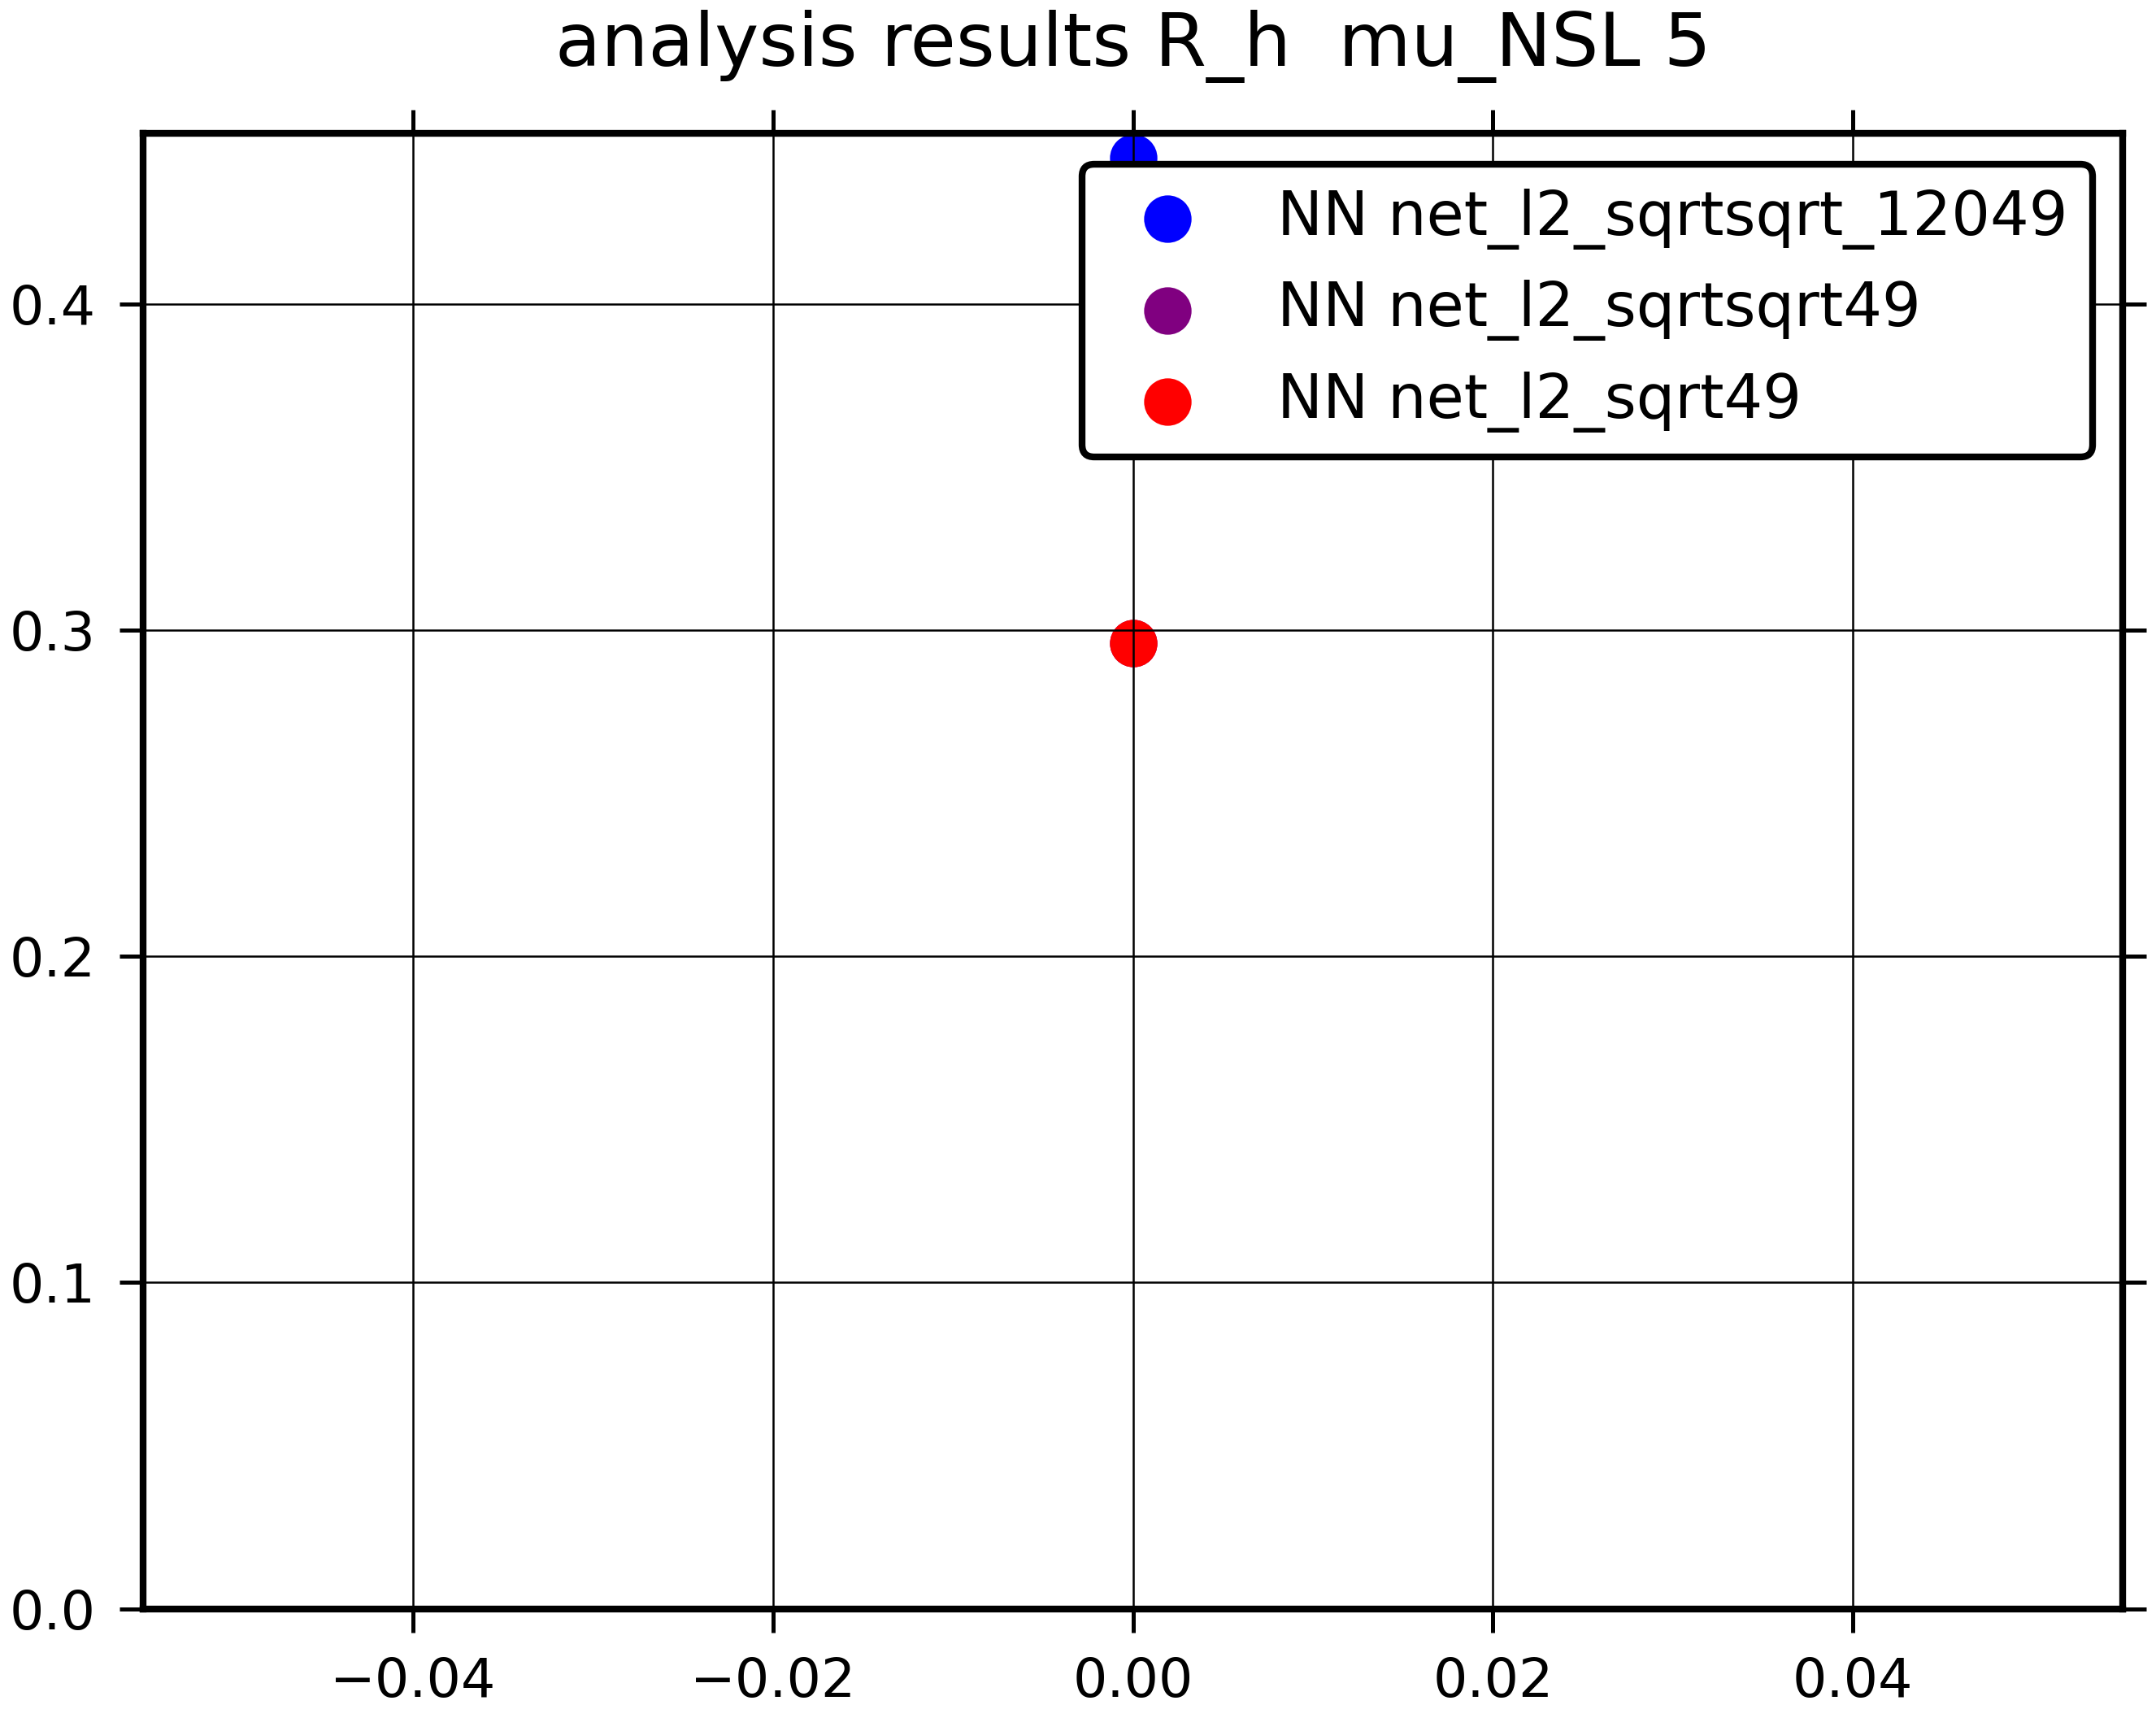 analysis results R_h  mu_NSL 5
NN net_l2_sqrtsqrt_12049
NN net_l2_sqrtsqrt49
NN net_l2_sqrt49
0.4
0.3
0.2
0.1
0.0
−0.04
−0.02
0.00
0.02
0.04